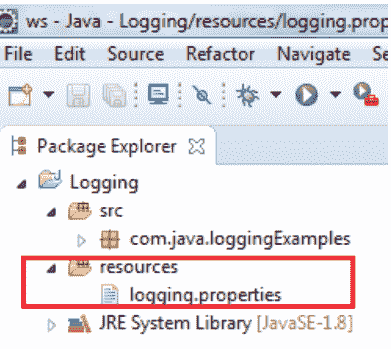 ws - Java - Logging/resources/logging.prop
File Edit Source Refactor Navigate Se
Package Explorer
Logging
src
com.java.loggingExamples
resources
logging.properties
JRE System Library [JavaSE-1.8]